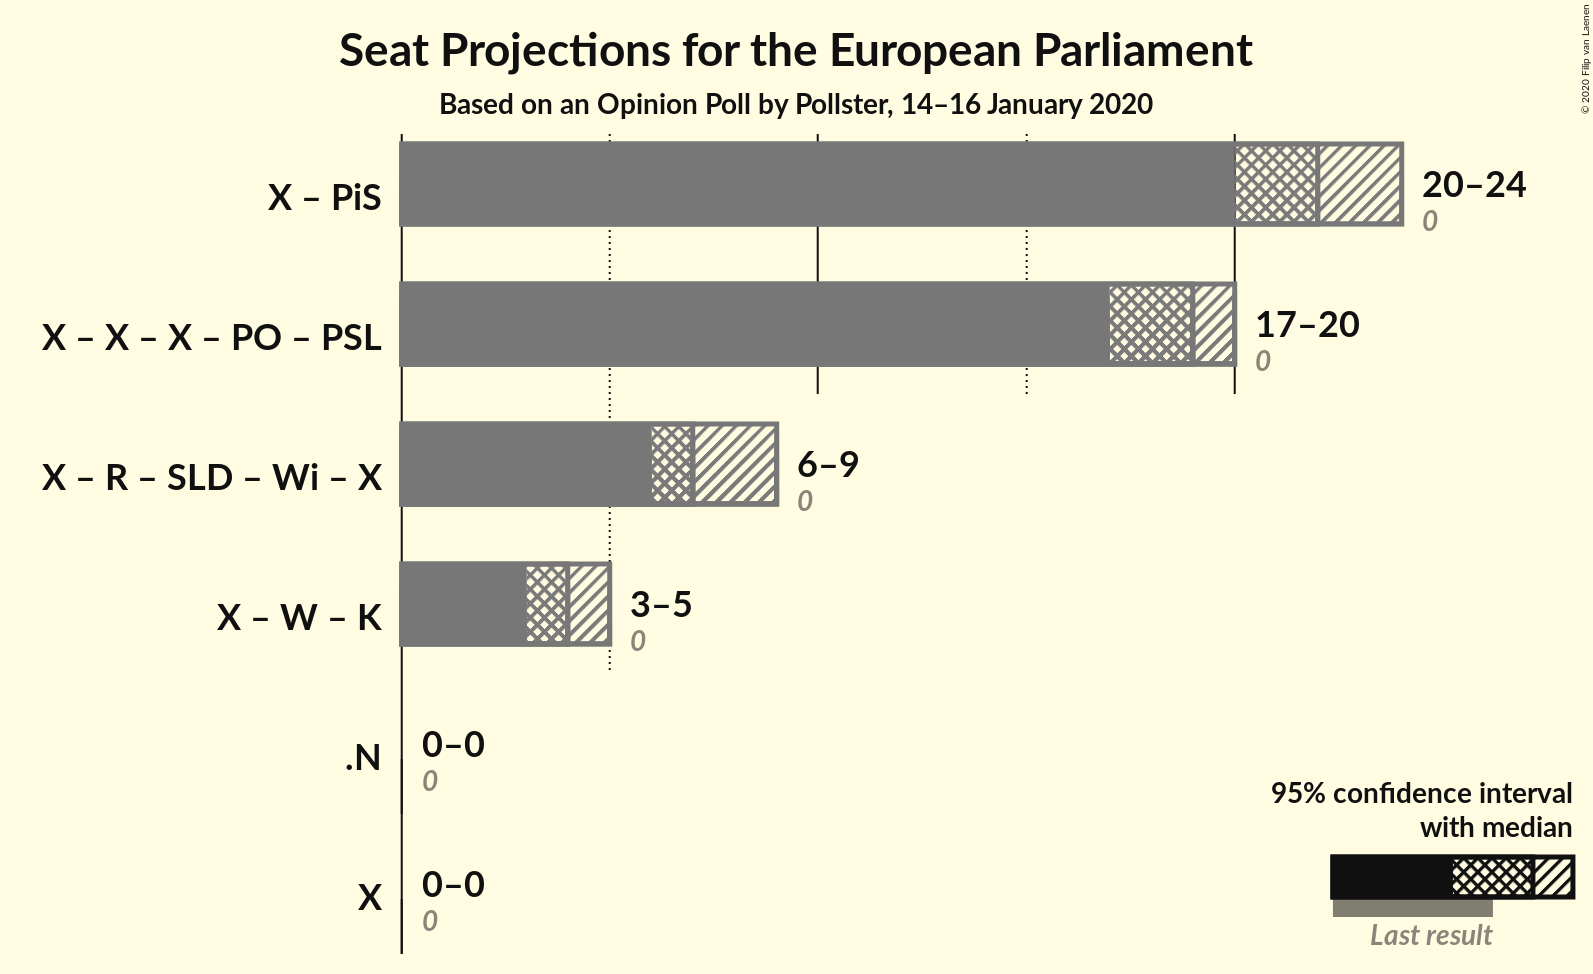 Seat Projections for the European Parliament
Based on an Opinion Poll by Pollster, 14–16 January 2020
© 2020 Filip van Laenen
X – PiS
20–24
0
X – X – X – PO – PSL
17–20
0
X – R – SLD – Wi – X
6–9
0
X – W – K
3–5
0
.N
0–0
0
X
0–0
0
95% confidence interval
with median
Last result